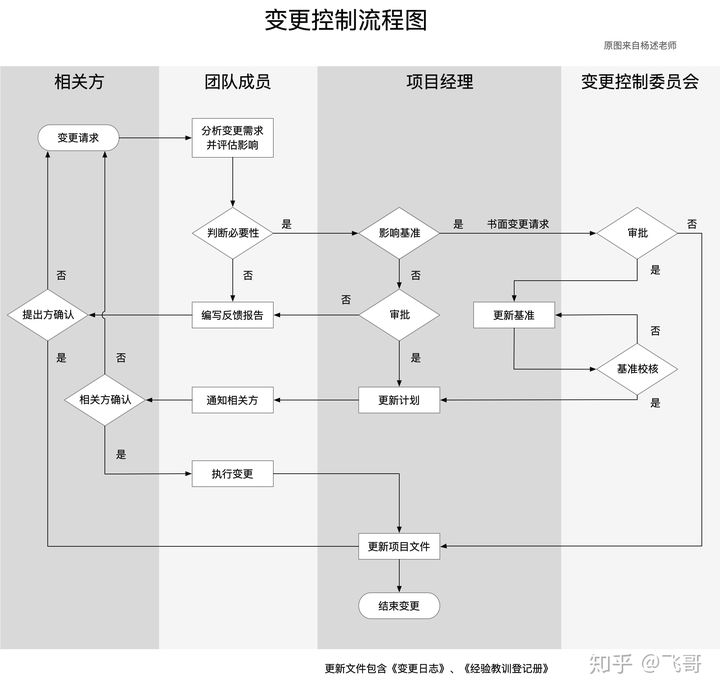 变更控制流程图
原图来自杨述老师
相关方
团队成员
项目经理
变更控制委员会
变更请求
分析变更需求
并评估影响
判断必要性
是
影响基准
是
书面变更请求
审批
否
否
否
否
是
提出方确认
编写反馈报告
否
审批
更新基准
是
否
是
否
基准校核
相关方确认
通知相关方
更新计划
是
是
执行变更
更新项目文件
结束变更
更新文件包含《变更日志》、《经验教训登记册》
知乎 @飞哥